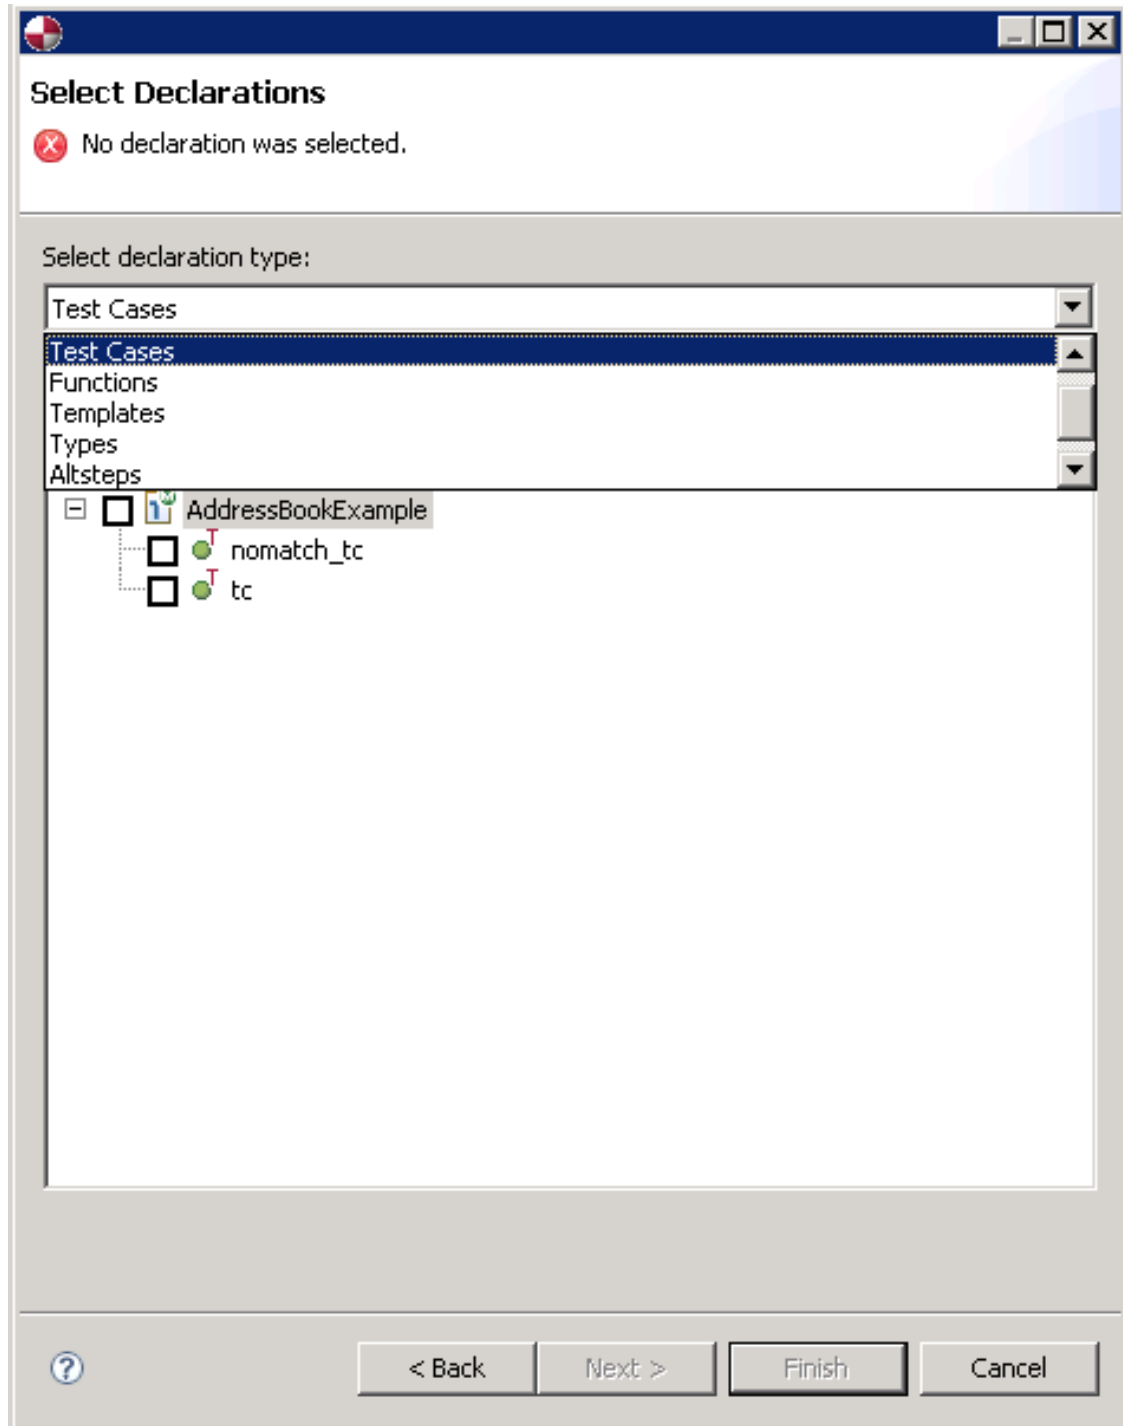 Select Declarations
No declaration was selected.
Select declaration type:
Test Cases
Test Cases
Functions
Templates
Types
Altsteps
AddressBookExample
nomatch_tc
tc
< Back Next > Finish Cancel